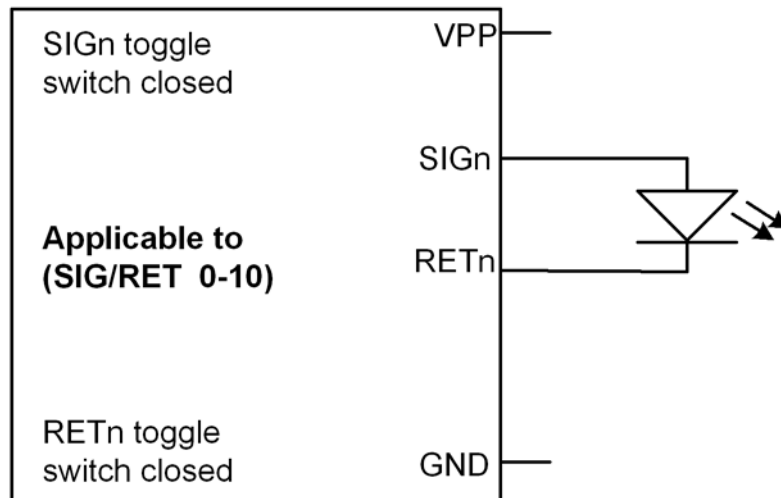 SIGn toggle
switch closed
VPP
SIGn
Applicable to
(SIG/RET 0-10)
RETn
RETn toggle
switch closed
GND